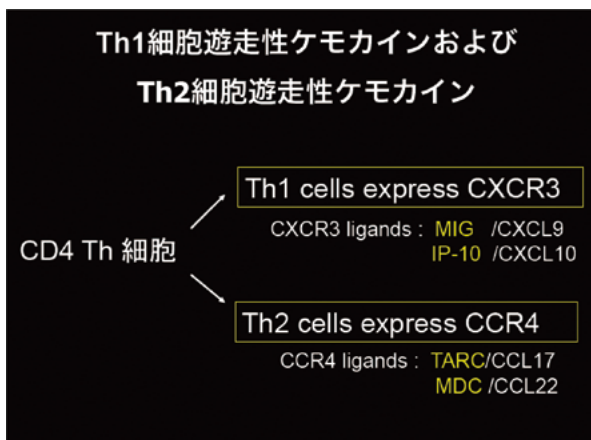 Th1細胞遊走性ケモカインおよび
Th2細胞遊走性ケモカイン
Th1 cells express CXCR3
CXCR3 ligands : MIG /CXCL9
IP-10 /CXCL10
CD4 Th 細胞
Th2 cells express CCR4
CCR4 ligands : TARC/CCL17
MDC /CCL22